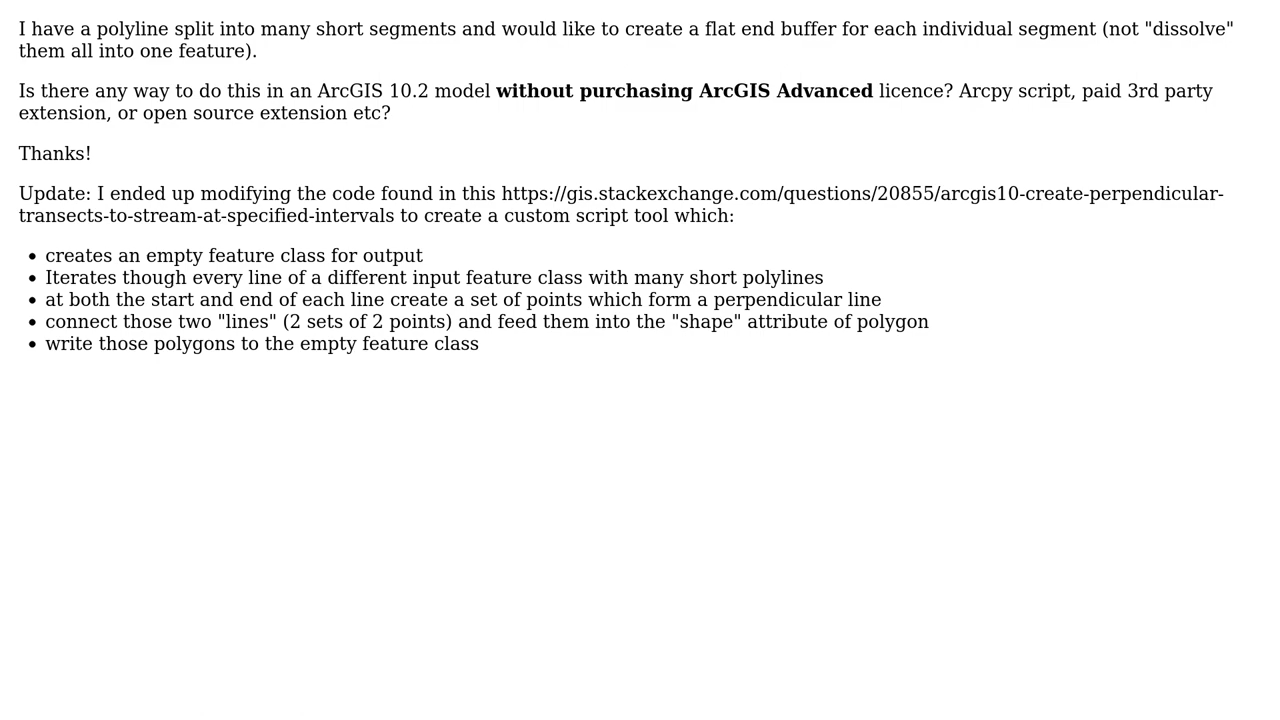 I have a polyline split into many short segments and would like to create a flat end buffer for each individual segment (not "dissolve"
them all into one feature).
Is there any way to do this in an ArcGIS 10.2 model without purchasing ArcGIS Advanced licence? Arcpy script, paid 3rd party
extension, or open source extension etc?
Thanks!
Update: I ended up modifying the code found in this https://gis.stackexchange.com/questions/20855/arcgis10-create-perpendicular-
transects-to-stream-at-specified-intervals to create a custom script tool which:
• creates an empty feature class for output
• Iterates though every line of a different input feature class with many short polylines
• at both the start and end of each line create a set of points which form a perpendicular line
• connect those two "lines" (2 sets of 2 points) and feed them into the "shape" attribute of polygon
• write those polygons to the empty feature class